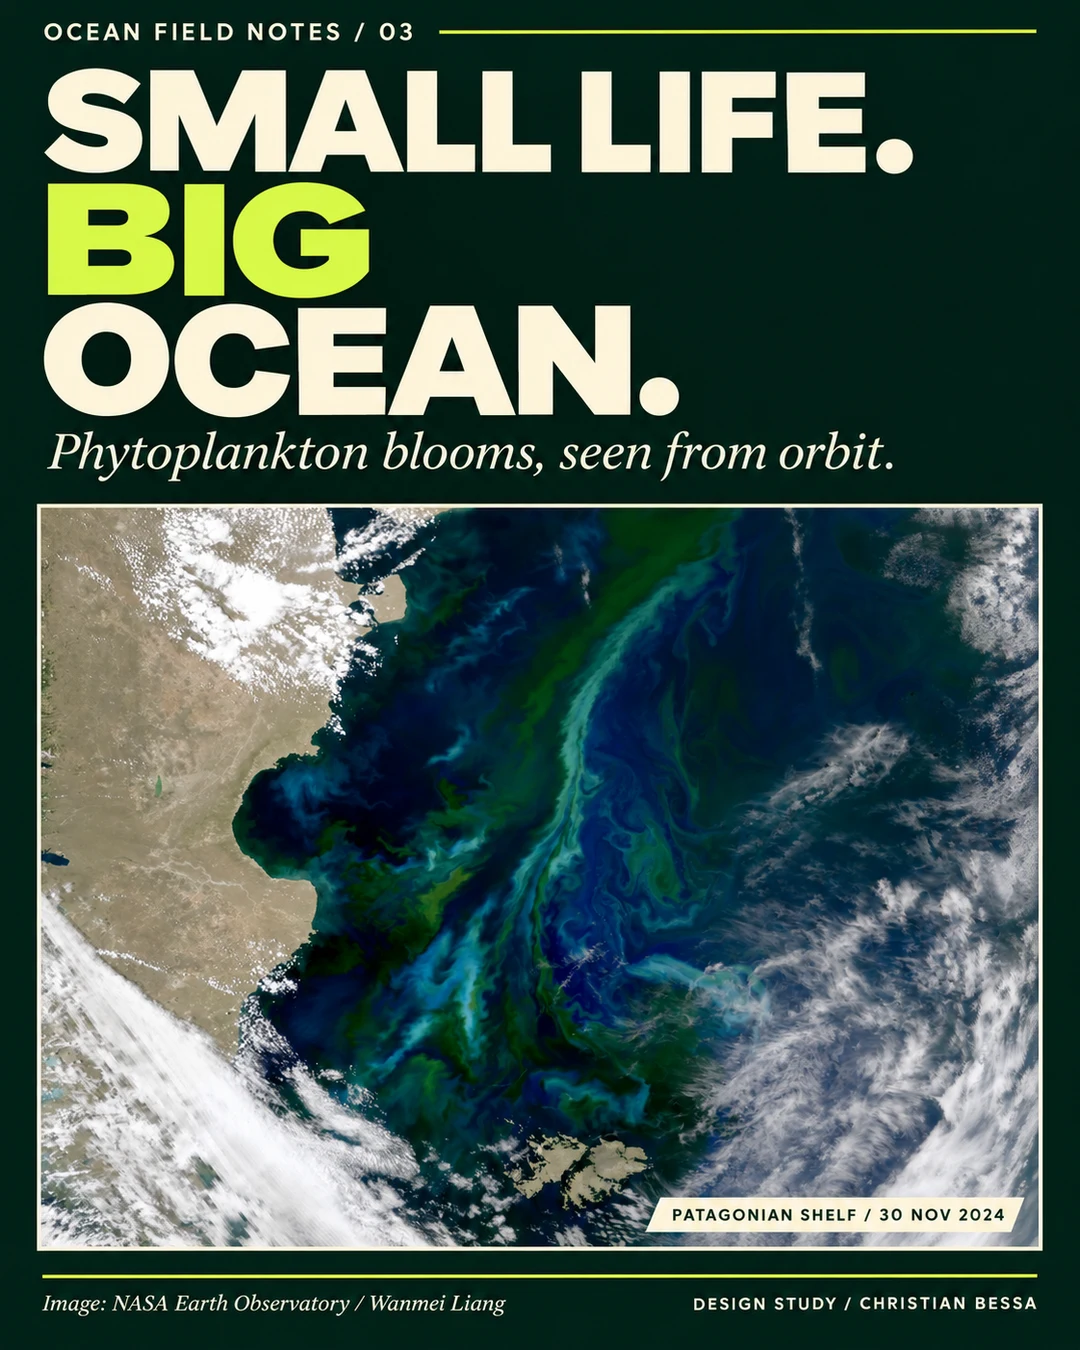 OCEAN FIELD NOTES / 03
SMALL LIFE.
BIG
OCEAN.
Phytoplankton blooms, seen from orbit.
PATAGONIAN SHELF / 30 NOV 2024
Image: NASA Earth Observatory / Wanmei Liang
DESIGN STUDY / CHRISTIAN BESSA